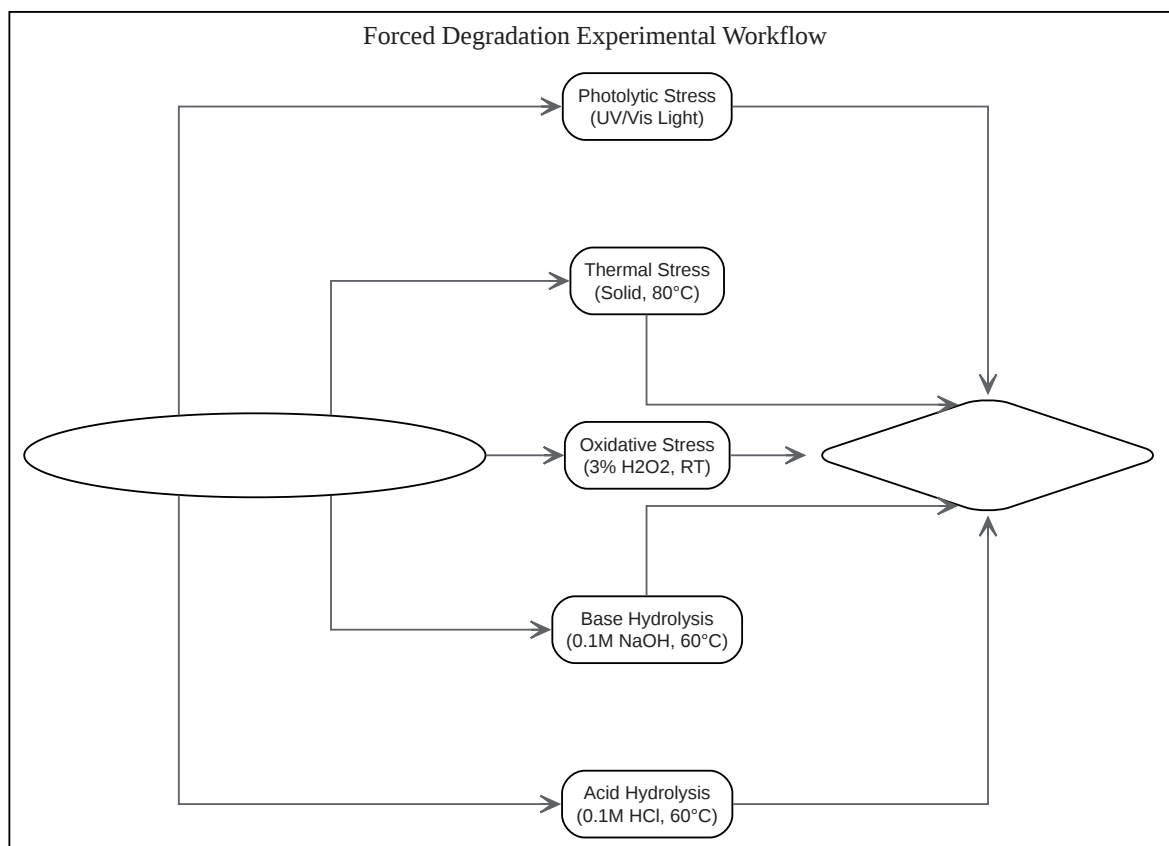 Forced Degradation Experimental Workflow
Photolytic Stress
(UV/Vis Light)
Thermal Stress
(Solid, 80°C)
Oxidative Stress
(3% H2O2, RT)
Base Hydrolysis
(0.1M NaOH, 60°C)
Acid Hydrolysis
(0.1M HCl, 60°C)